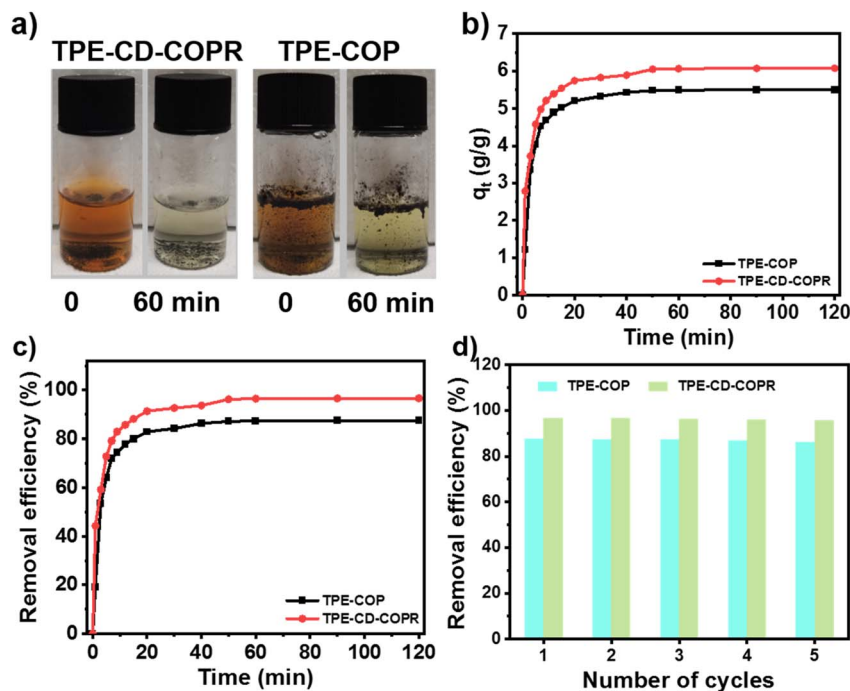 a)
TPE-CD-COPR TPE-COP
0 60 min 0 60 min
b)
7
6
5
4
3
2
1
0
qt (g/g)
TPE-COP
TPE-CD-COPR
0 20 40 60 80 100 120
Time (min)
c)
100
80
60
40
20
0
Removal efficiency (%)
TPE-COP
TPE-CD-COPR
0 20 40 60 80 100 120
Time (min)
d)
120
100
80
60
40
20
0
Removal efficiency (%)
TPE-COP TPE-CD-COPR
1 2 3 4 5
Number of cycles